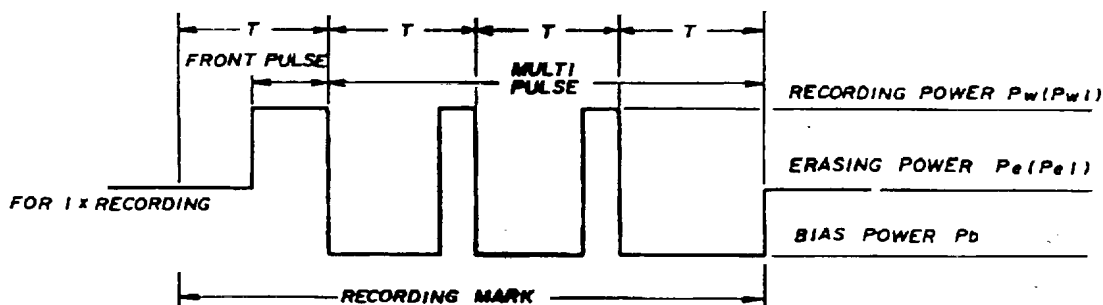 T T T T
FRONT PULSE
MULTI
PULSE
RECORDING POWER Pw(Pw1)
ERASING POWER Pe(Pe1)
FOR 1 x RECORDING
BIAS POWER Pb
RECORDING MARK